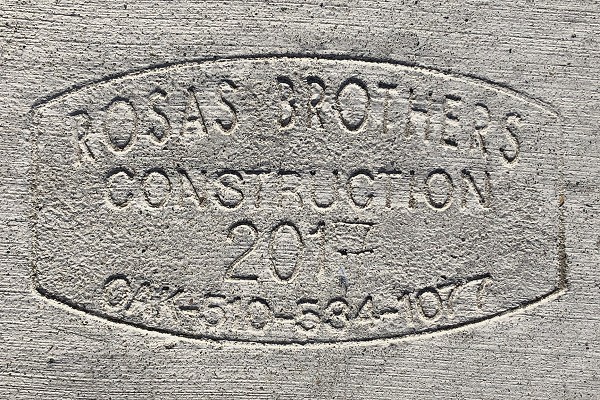 ROSAS BROTHERS
CONSTRUCTION
2017
OAK-510-534-1077